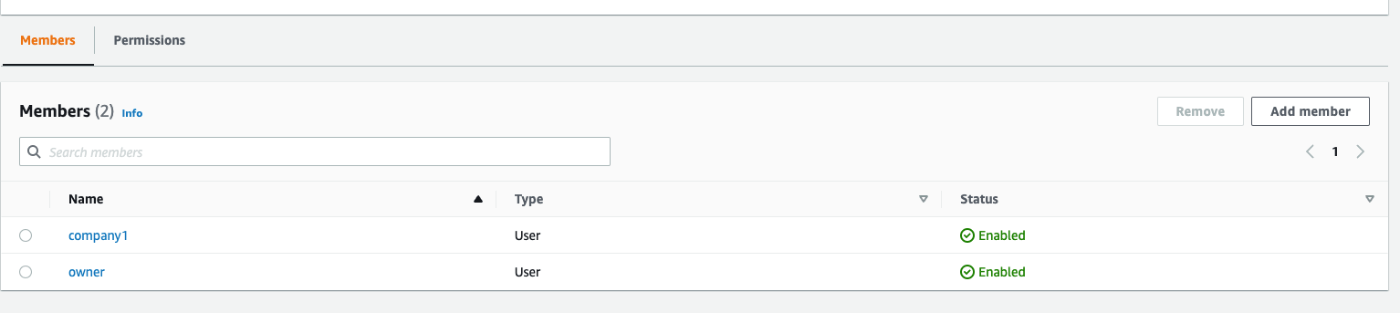 Members Permissions
Members (2) Info Remove Add member
Search members 1
Name Type Status
company1 User Enabled
owner User Enabled